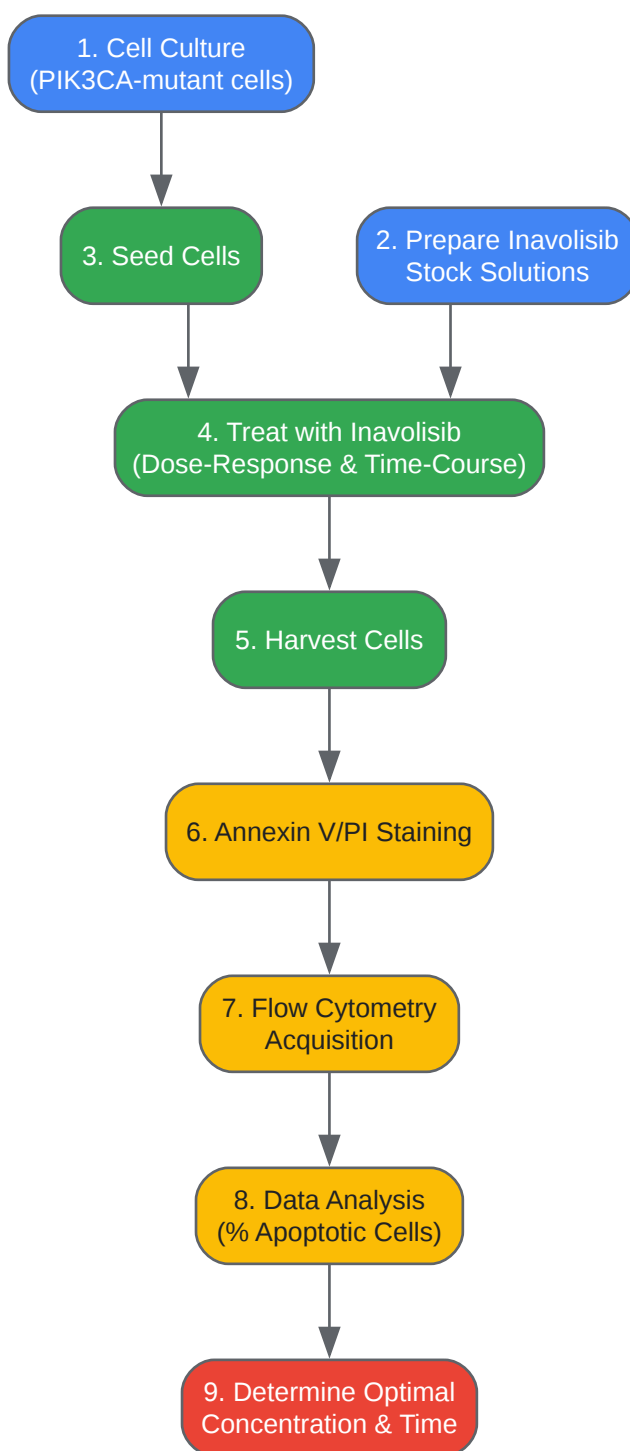 1. Cell Culture
(PIK3CA-mutant cells)
3. Seed Cells
2. Prepare Inavolisib
Stock Solutions
4. Treat with Inavolisib
(Dose-Response & Time-Course)
5. Harvest Cells
6. Annexin V/PI Staining
7. Flow Cytometry
Acquisition
8. Data Analysis
(% Apoptotic Cells)
9. Determine Optimal
Concentration & Time